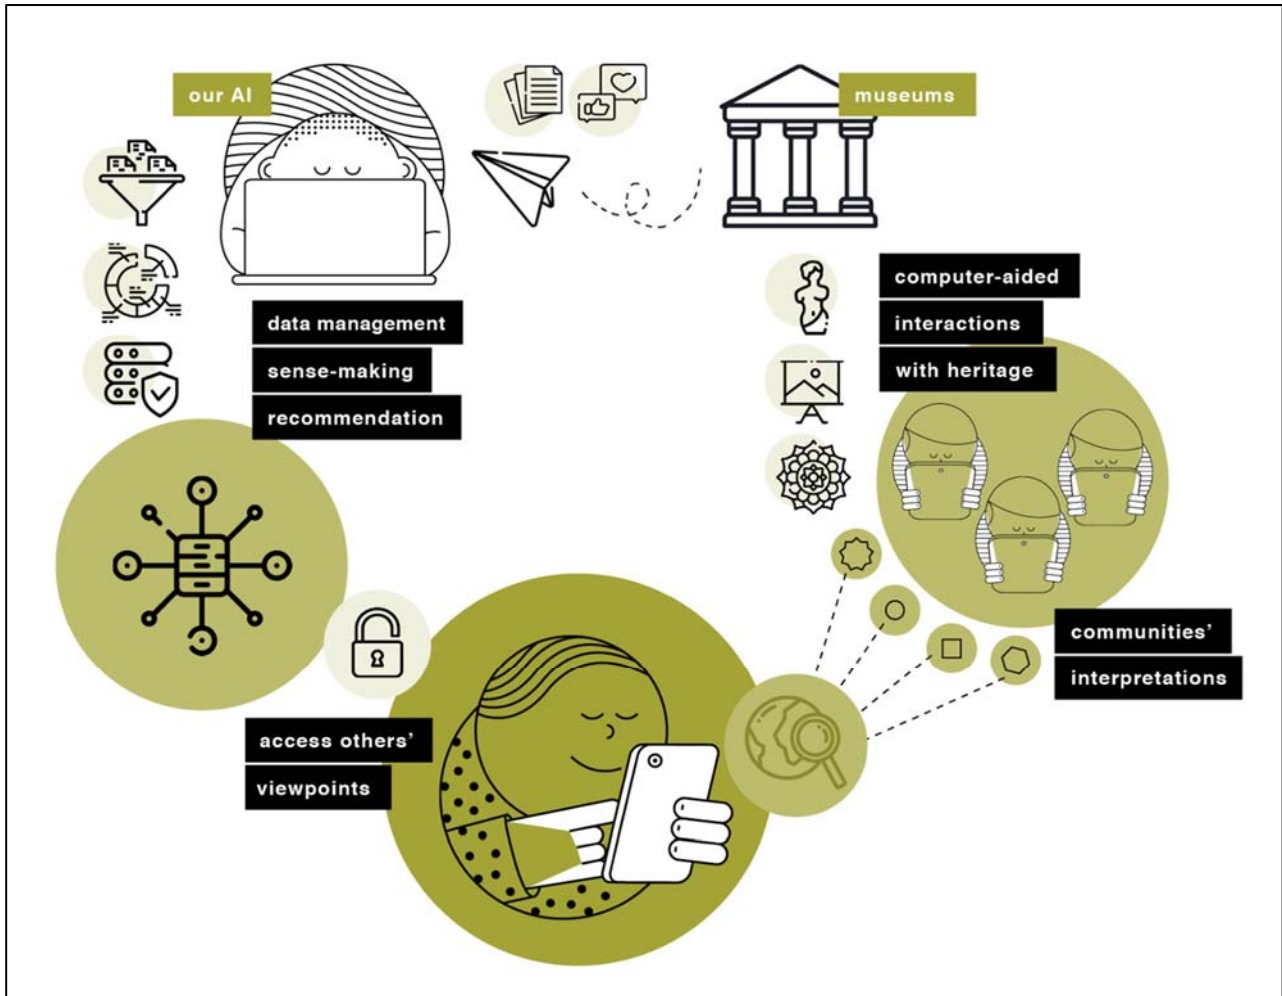 our AI
museums
data management
sense-making
recommendation
computer-aided
interactions
with heritage
communities’
interpretations
access others’
viewpoints